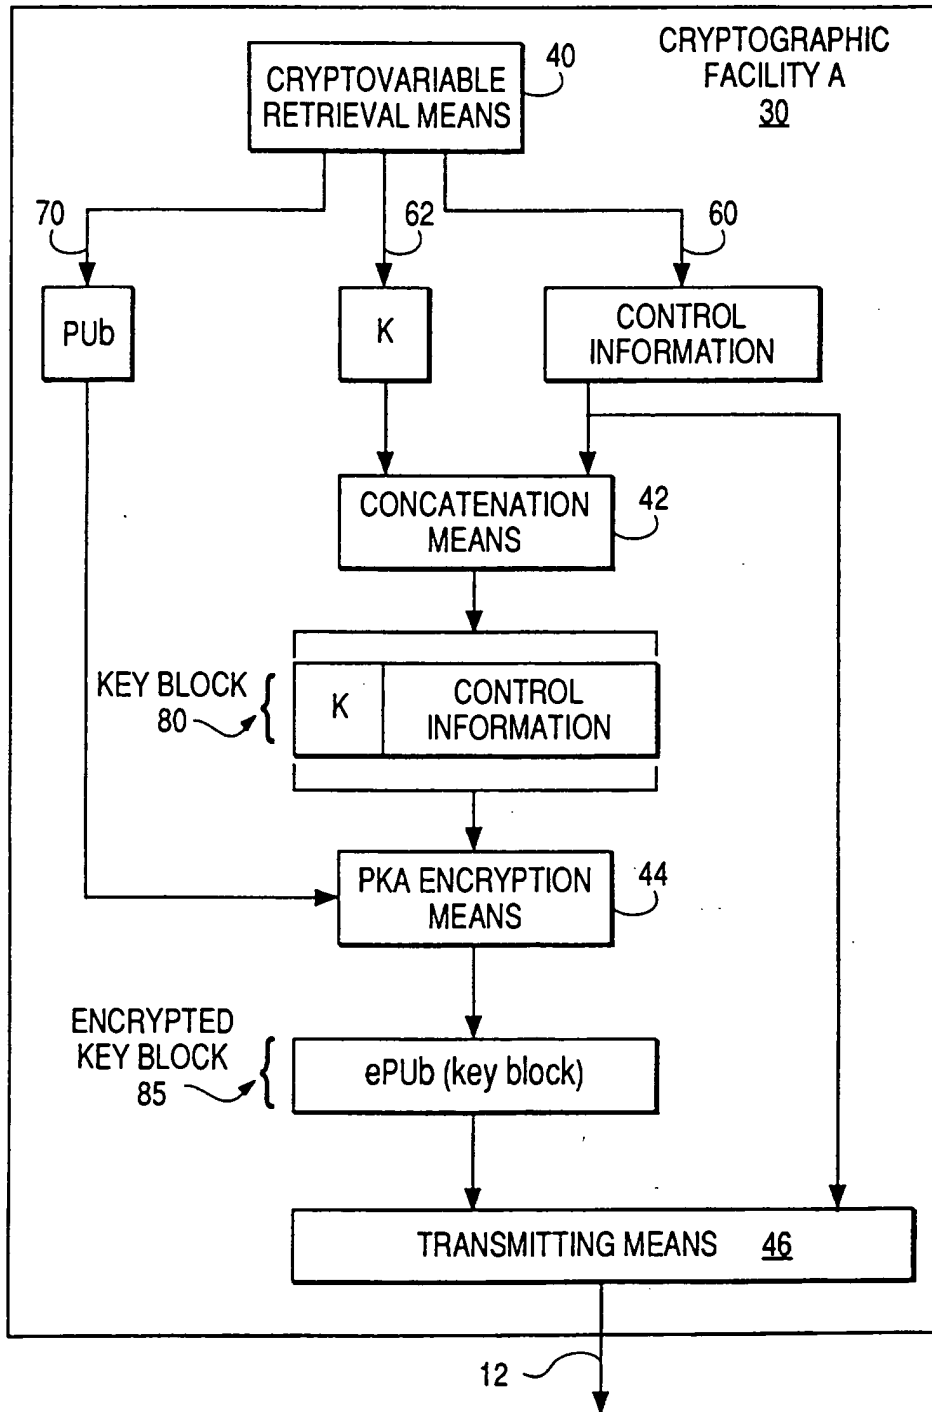 CRYPTOGRAPHIC
FACILITY A
30
CRYPTOVARIABLE
RETRIEVAL MEANS
40
70
62
60
PUb
K
CONTROL
INFORMATION
CONCATENATION
MEANS
42
KEY BLOCK
80
K
CONTROL
INFORMATION
PKA ENCRYPTION
MEANS
44
ENCRYPTED
KEY BLOCK
85
ePUb (key block)
TRANSMITTING MEANS 46
12